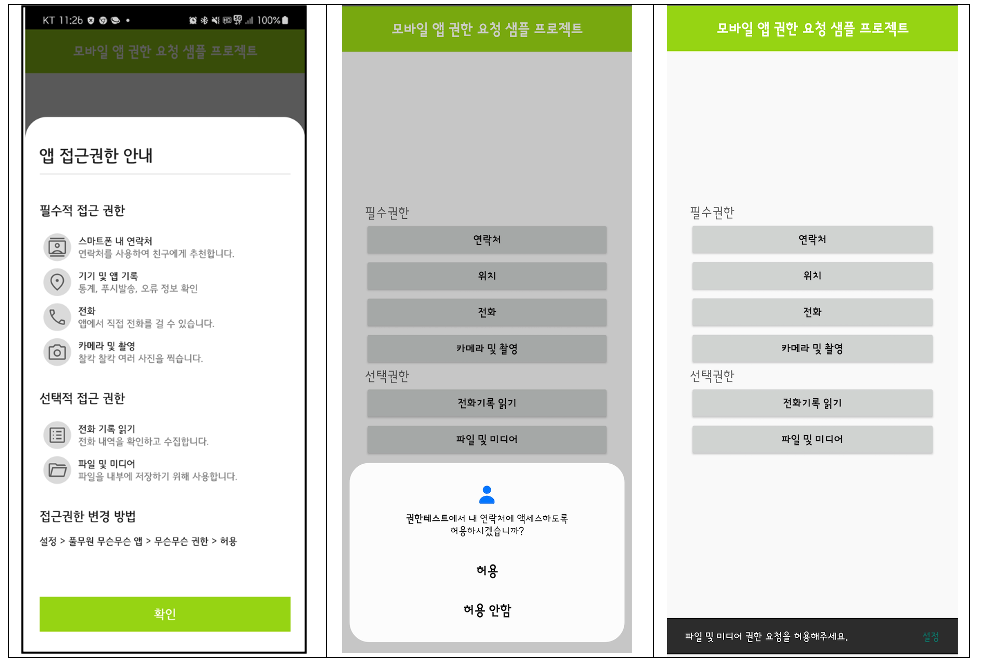 KT 11:26
100%
모바일 앱 권한 요청 샘플 프로젝트
앱 접근권한 안내
필수적 접근 권한
스마트폰 내 연락처
연락처를 사용하여 친구에게 추천합니다.
기기 및 앱 기록
통계, 푸시발송, 오류 정보 확인
전화
앱에서 직접 전화를 걸 수 있습니다.
카메라 및 촬영
찰칵 찰칵 여러 사진을 찍습니다.
선택적 접근 권한
전화 기록 읽기
전화 내역을 확인하고 수집합니다.
파일 및 미디어
파일을 내부에 저장하기 위해 사용합니다.
접근권한 변경 방법
설정 > 풀무원 무슨무슨 앱 > 무슨무슨 권한 > 허용
확인
모바일 앱 권한 요청 샘플 프로젝트
필수권한
연락처
위치
전화
카메라 및 촬영
선택권한
전화기록 읽기
파일 및 미디어
권한테스트에서 내 연락처에 액세스하도록
허용하시겠습니까?
허용
허용 안함
모바일 앱 권한 요청 샘플 프로젝트
필수권한
연락처
위치
전화
카메라 및 촬영
선택권한
전화기록 읽기
파일 및 미디어
파일 및 미디어 권한 요청을 허용해주세요.
설정